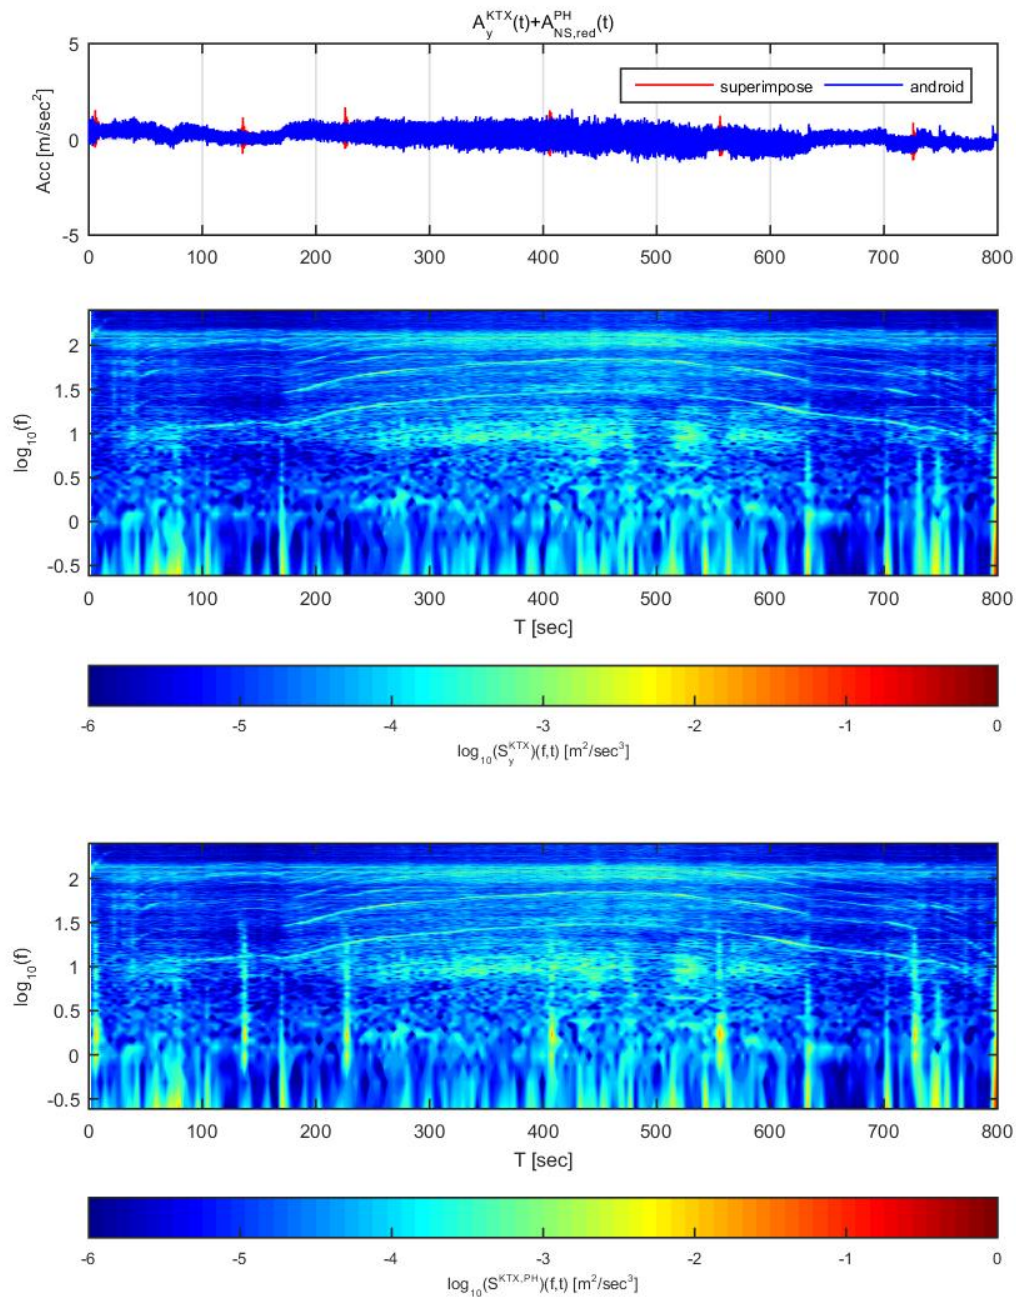 A_y^KTX(t)+A_NS,red^PH(t)
5
0
-5
Acc [m/sec²]
superimpose android
0 100 200 300 400 500 600 700 800
2
1.5
1
0.5
0
-0.5
log₁₀(f)
0 100 200 300 400 500 600 700 800
T [sec]
-6 -5 -4 -3 -2 -1 0
log₁₀(S_y^KTX)(f,t) [m²/sec³]
2
1.5
1
0.5
0
-0.5
log₁₀(f)
0 100 200 300 400 500 600 700 800
T [sec]
-6 -5 -4 -3 -2 -1 0
log₁₀(S^KTX,PH)(f,t) [m²/sec³]